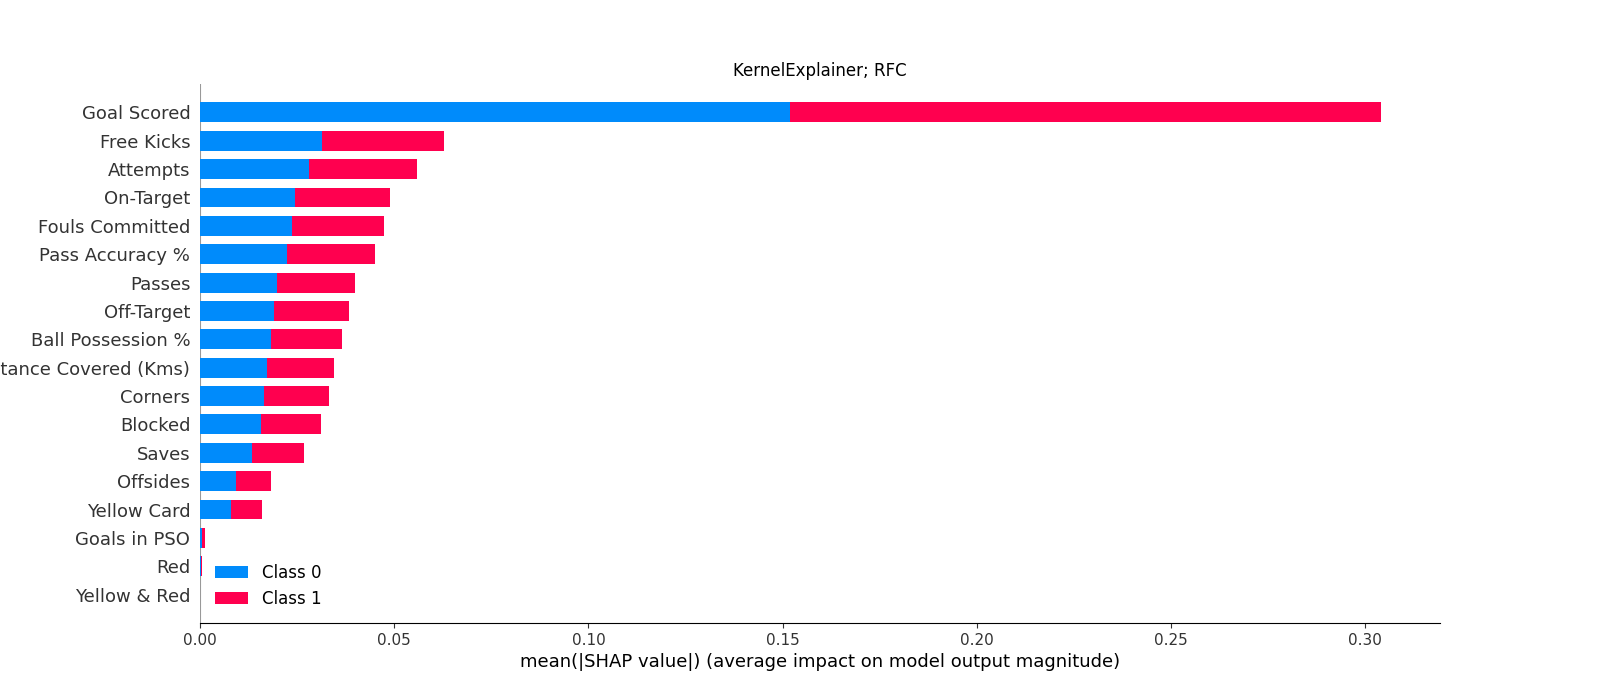 KernelExplainer; RFC
Goal Scored
Free Kicks
Attempts
On-Target
Fouls Committed
Pass Accuracy %
Passes
Off-Target
Ball Possession %
tance Covered (Kms)
Corners
Blocked
Saves
Offsides
Yellow Card
Goals in PSO
Red
Yellow & Red
Class 0
Class 1
0.00 0.05 0.10 0.15 0.20 0.25 0.30
mean(|SHAP value|) (average impact on model output magnitude)